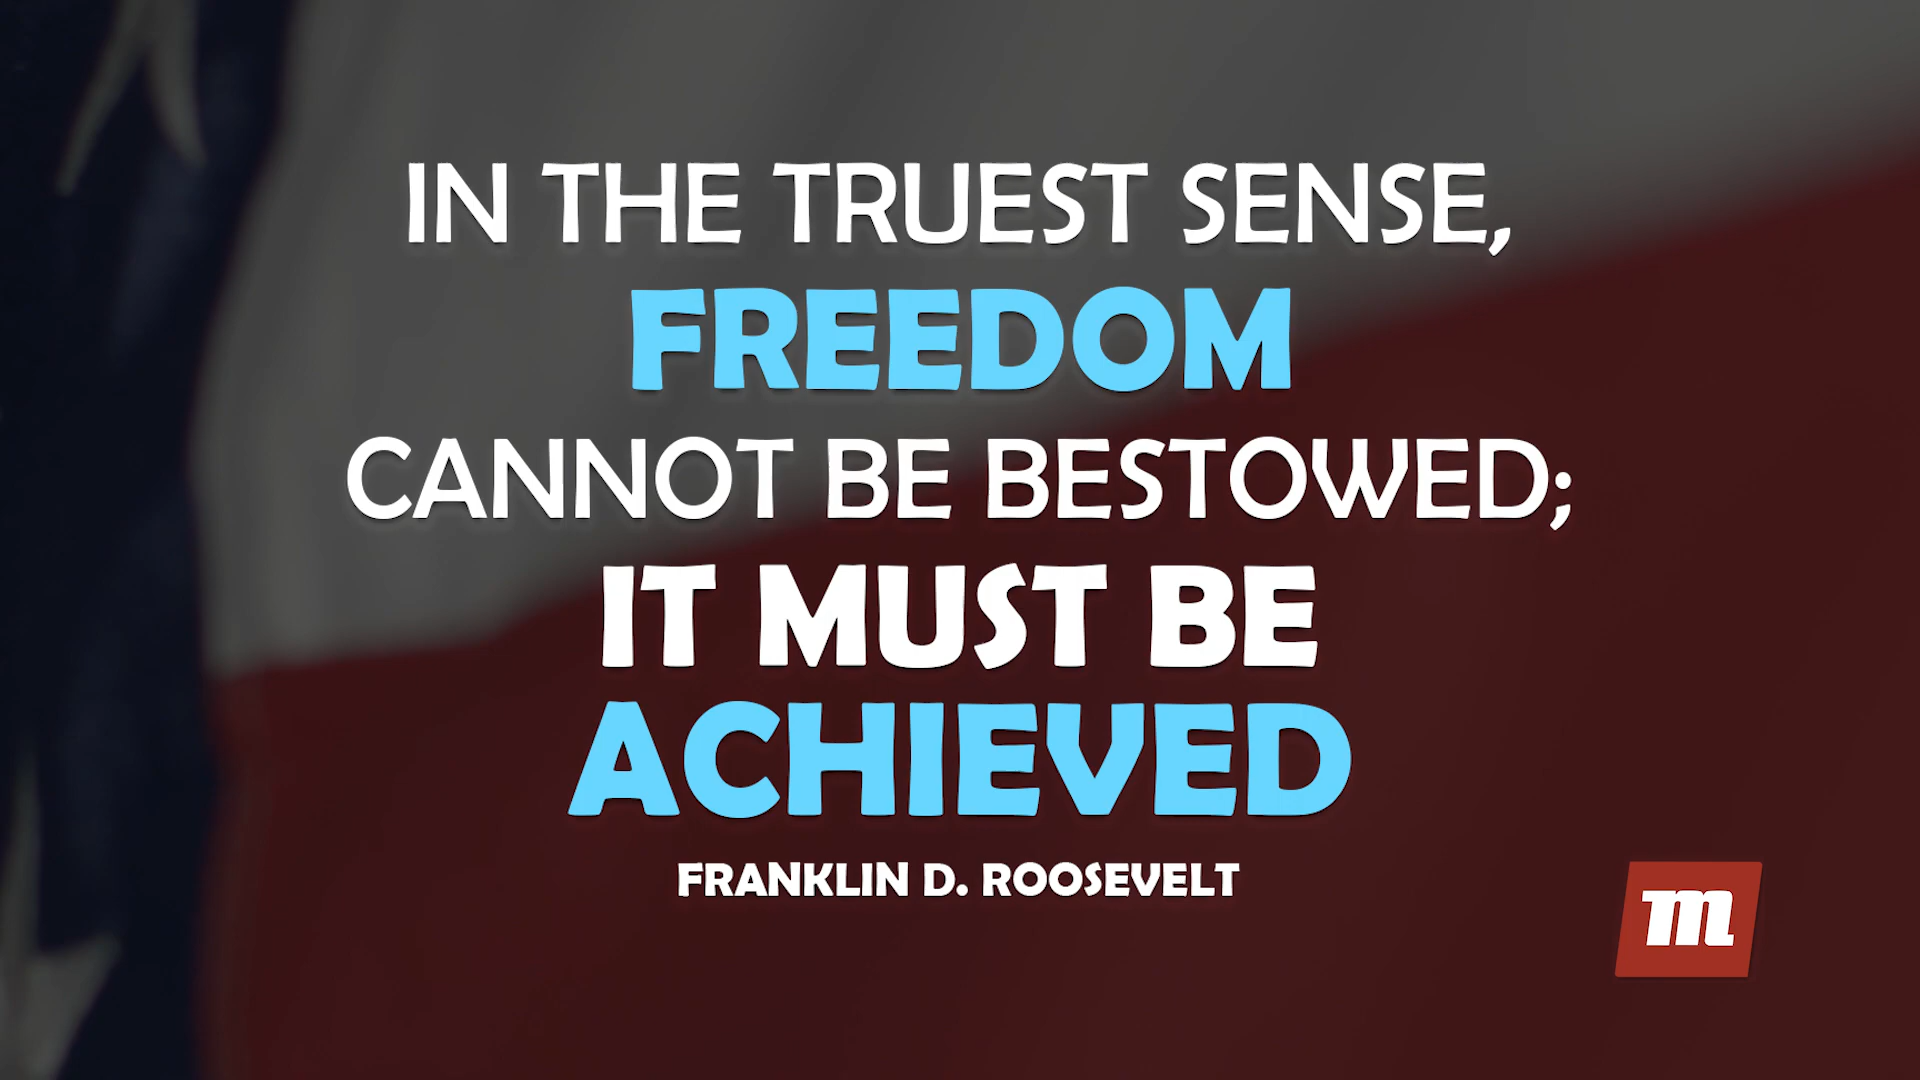 IN THE TRUEST SENSE,
FREEDOM
CANNOT BE BESTOWED;
IT MUST BE
ACHIEVED
FRANKLIN D. ROOSEVELT
m